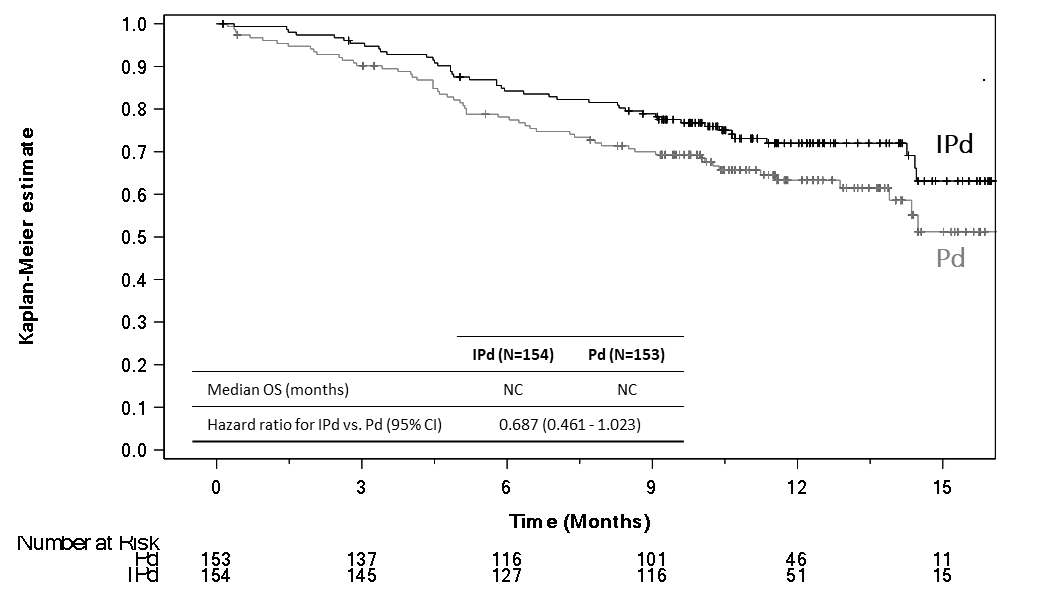 Kaplan-Meier estimate
1.0
0.9
0.8
0.7
0.6
0.5
0.4
0.3
0.2
0.1
0.0
IPd
Pd
IPd (N=154) Pd (N=153)
Median OS (months) NC NC
Hazard ratio for IPd vs. Pd (95% CI) 0.687 (0.461 - 1.023)
0 3 6 9 12 15
Time (Months)
Number at Risk
Pd 153 137 116 101 46 11
IPd 154 145 127 116 51 15